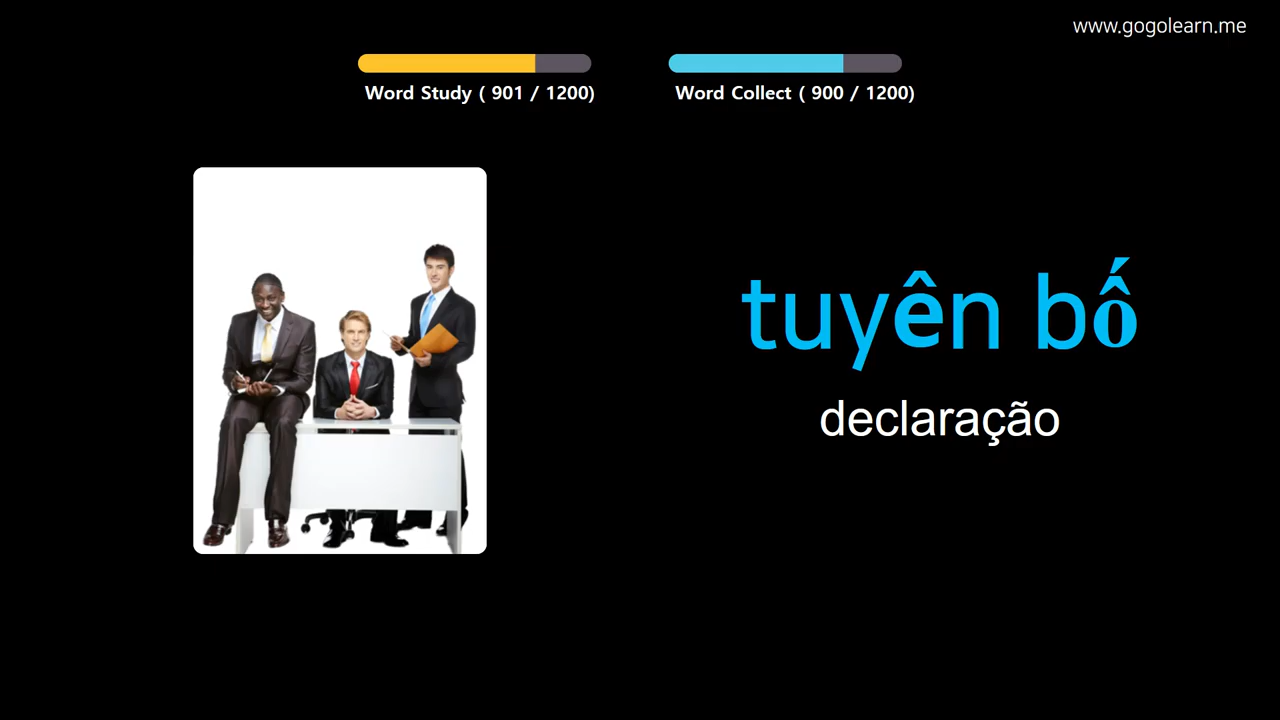 www.gogolearn.me
Word Study ( 901 / 1200)
Word Collect ( 900 / 1200)
tuyên bố
declaração